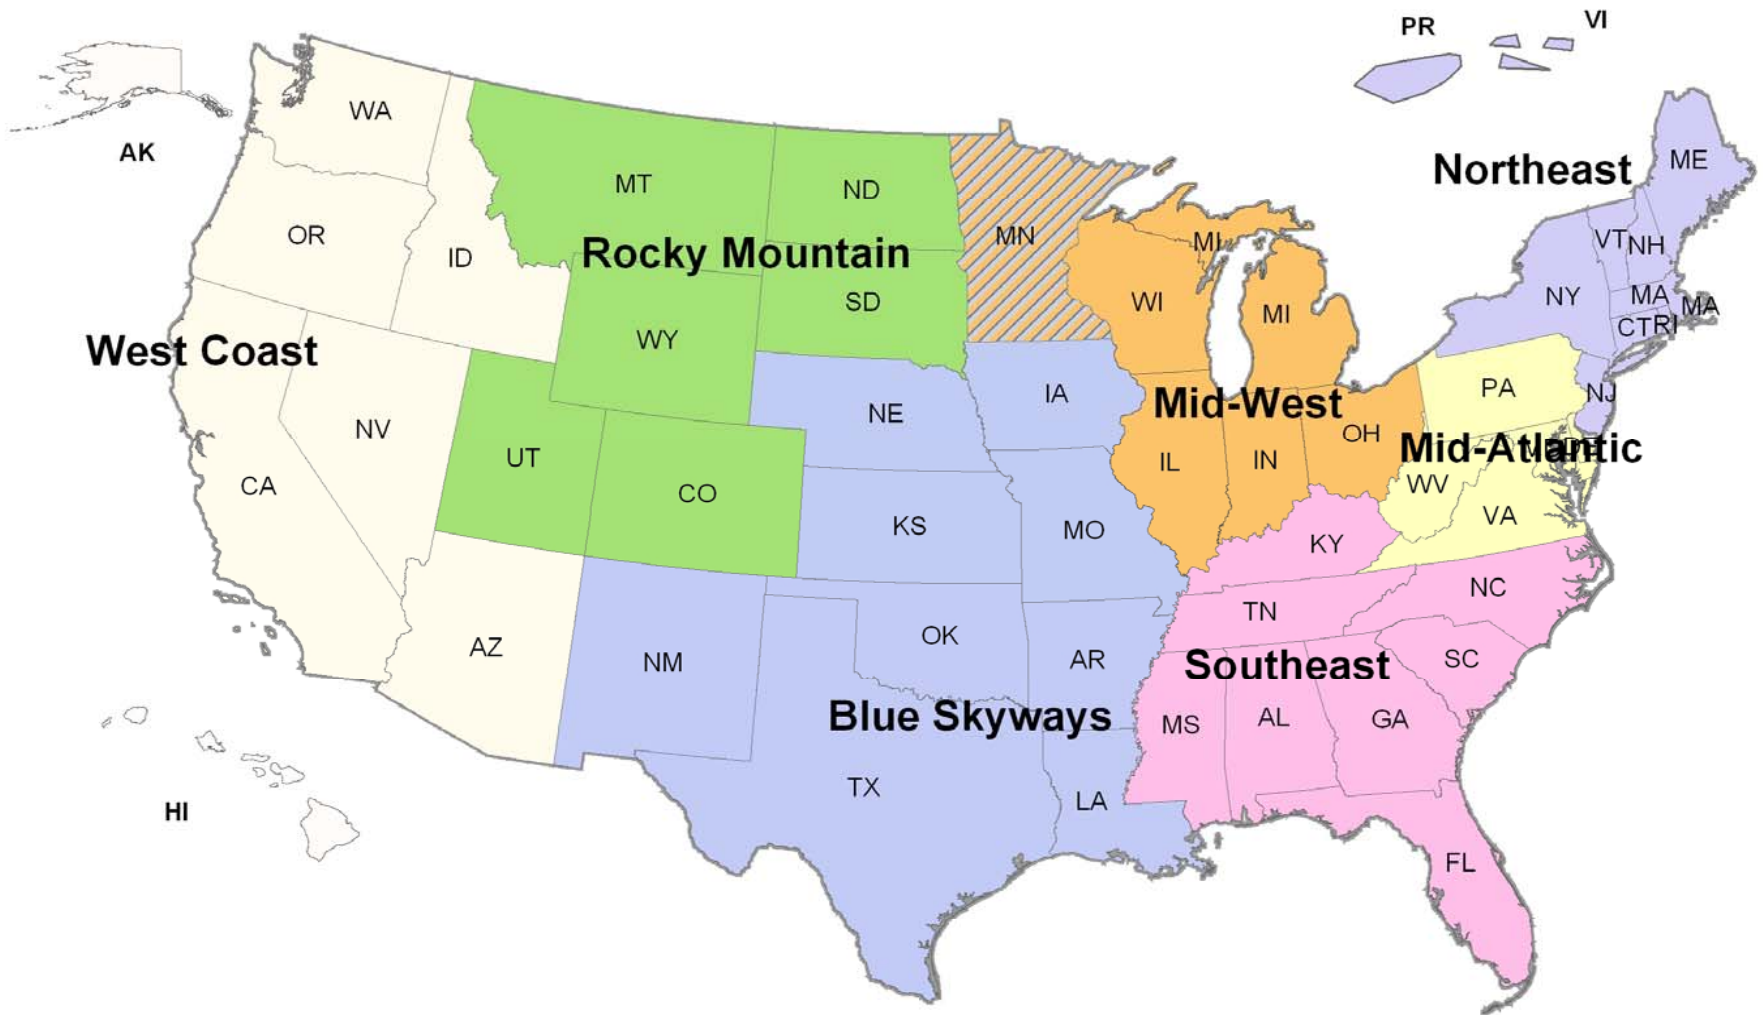 PR
VI
AK
WA
OR
ID
MT
ND
MN
Northeast
ME
VT
NH
NY
MA
MA
CT
RI
Rocky Mountain
SD
WY
WI
MI
MI
West Coast
NV
CA
UT
CO
NE
IA
KS
MO
Mid-West
IL
IN
OH
PA
NJ
Mid-Atlantic
WV
VA
KY
NC
TN
AZ
NM
OK
AR
Southeast
SC
Blue Skyways
MS
AL
GA
TX
LA
HI
FL